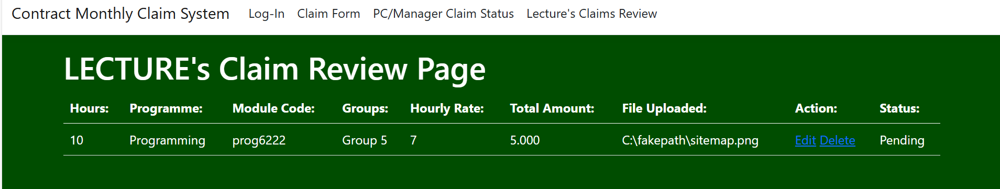 Contract Monthly Claim System Log-In Claim Form PC/Manager Claim Status Lecture's Claims Review
LECTURE's Claim Review Page
Hours: Programme: Module Code: Groups: Hourly Rate: Total Amount: File Uploaded: Action: Status:
10 Programming prog6222 Group 5 7 5.000 C:\fakepath\sitemap.png Edit Delete Pending